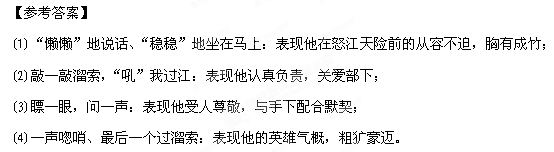 【参考答案】
(1)“懒懒”地说话、“稳稳”地坐在马上：表现他在怒江天险前的从容不迫，胸有成竹；
(2)敲一敲溜索，“吼”我过江：表现他认真负责，关爱部下；
(3)瞟一眼，问一声：表现他受人尊敬，与手下配合默契；
(4)一声唿哨、最后一个过溜索：表现他的英雄气概，粗犷豪迈。